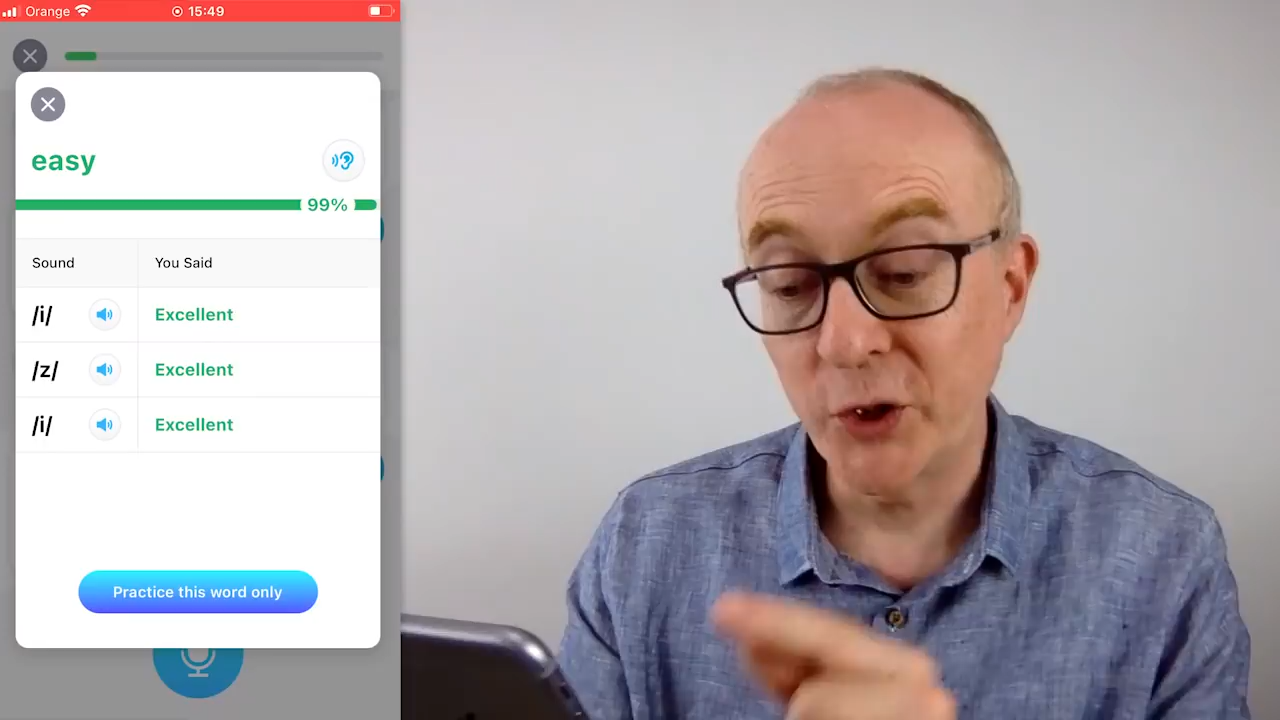 Orange 15:49
easy
99%
Sound You Said
/i/ Excellent
/z/ Excellent
/i/ Excellent
Practice this word only